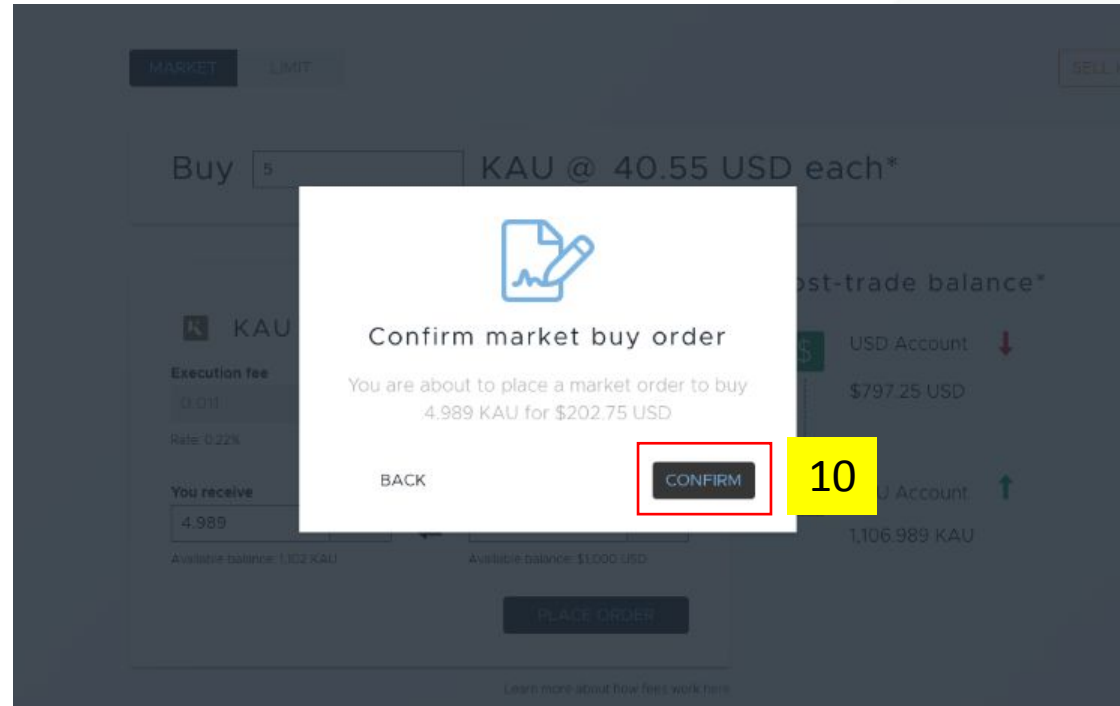 MARKET LIMIT
SELL
Buy 5 KAU @ 40.55 USD each*
ost-trade balance*
KAU
Confirm market buy order
$ USD Account
Execution fee
You are about to place a market order to buy
0.011
$797.25 USD
4.989 KAU for $202.75 USD
Rate: 0.22%
BACK
CONFIRM
10
You receive
U Account
4.989
1,106.989 KAU
Available balance: 1,102 KAU
Available balance: $1,000 USD
PLACE ORDER
Learn more about how fees work here